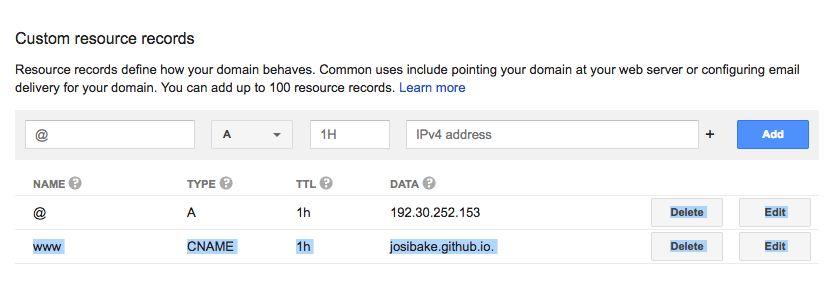 Custom resource records
Resource records define how your domain behaves. Common uses include pointing your domain at your web server or configuring email
delivery for your domain. You can add up to 100 resource records. Learn more
@ A 1H IPv4 address + Add
NAME ? TYPE ? TTL ? DATA ?
@ A 1h 192.30.252.153 Delete Edit
www CNAME 1h josibake.github.io. Delete Edit